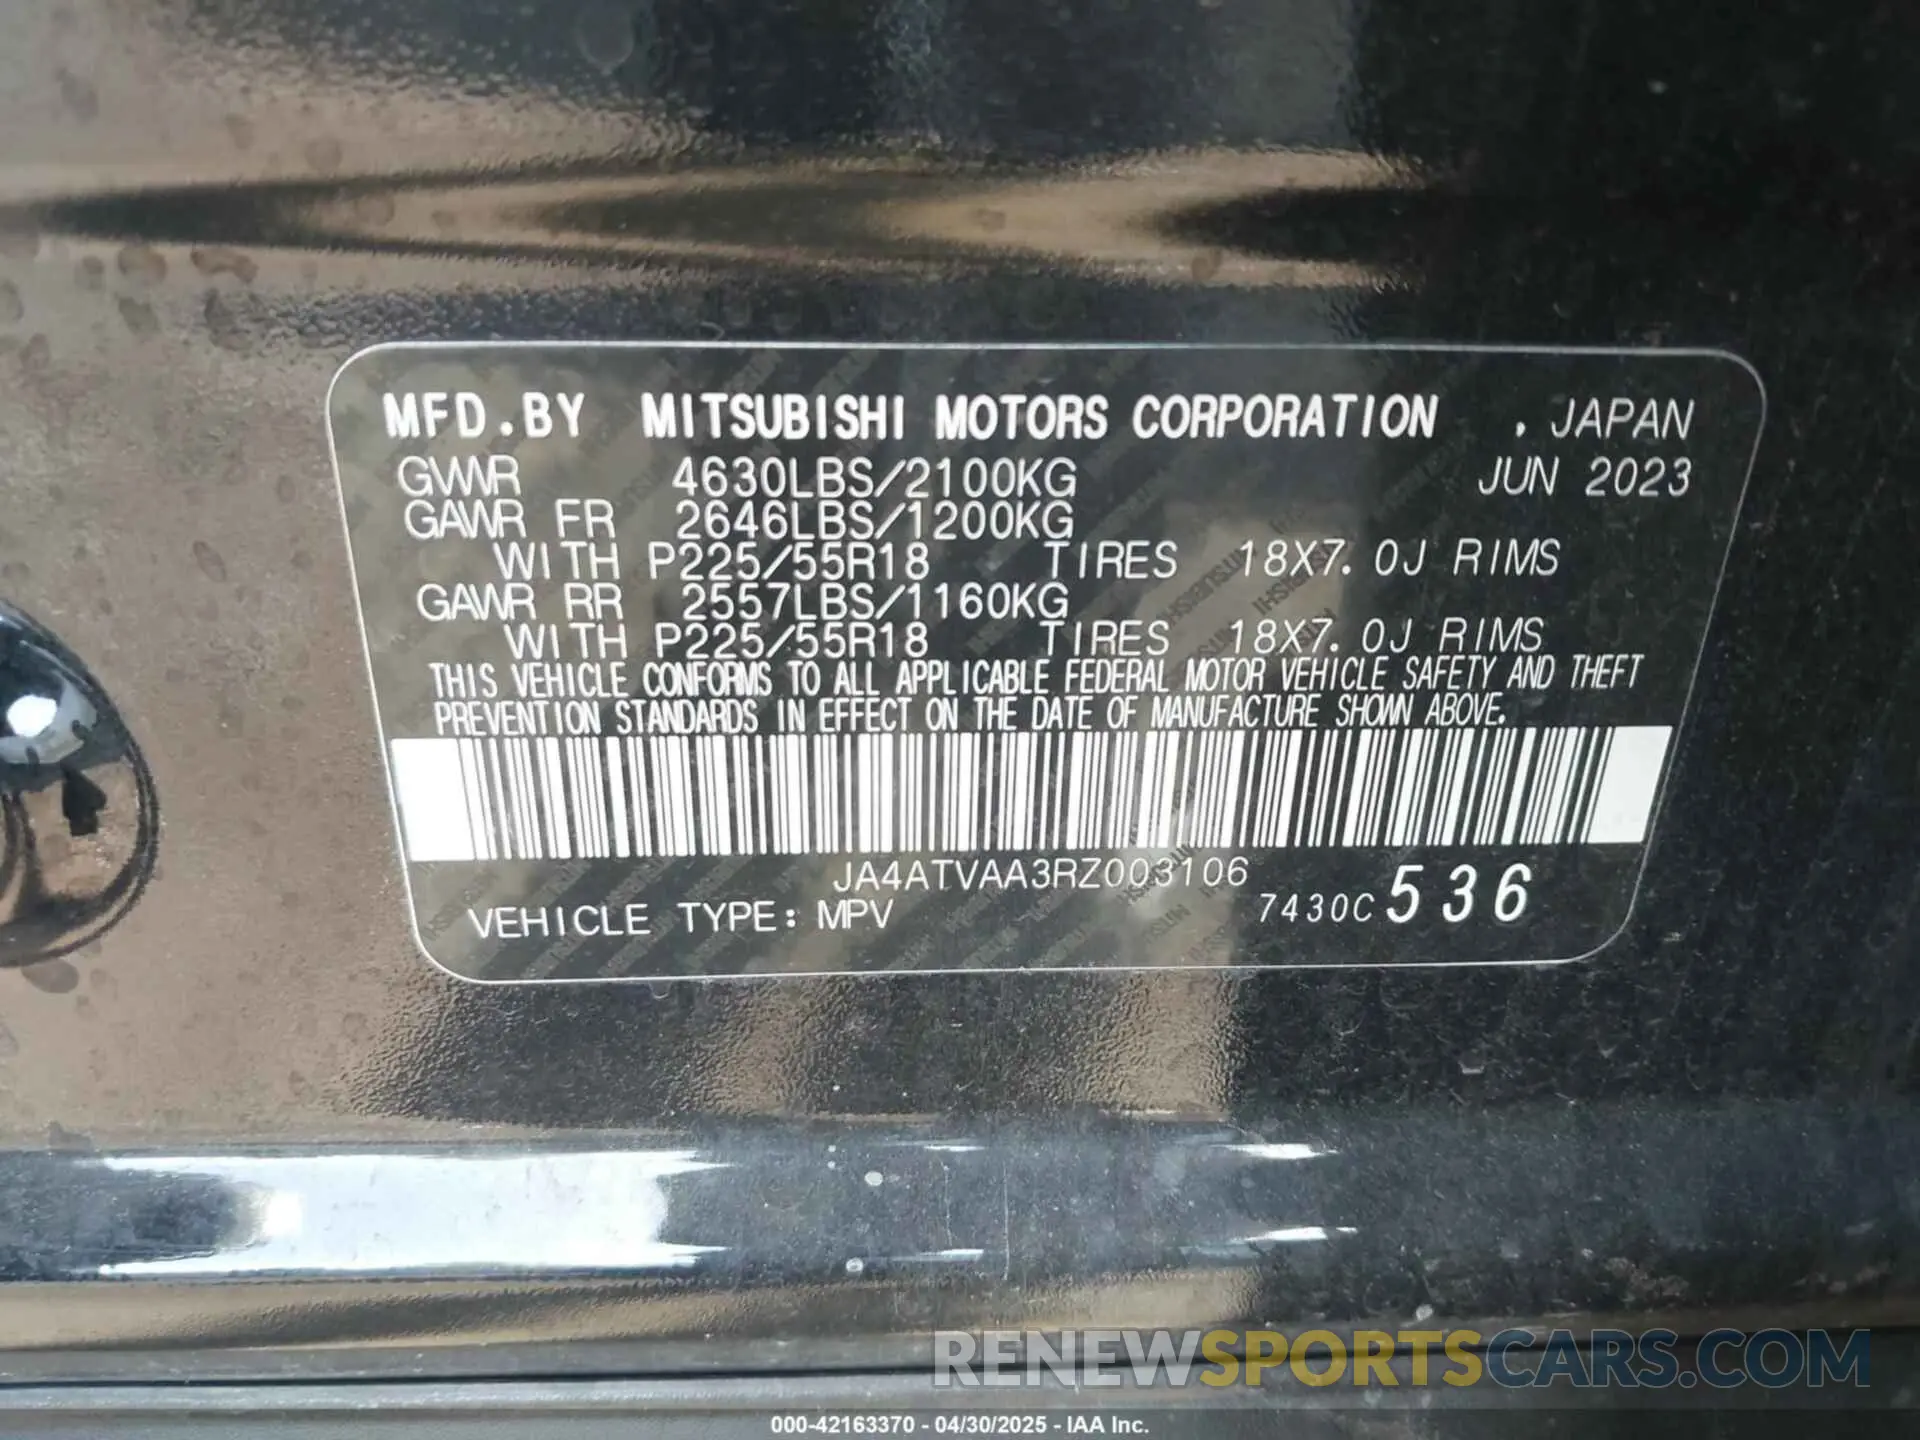 MFD.BY MITSUBISHI MOTORS CORPORATION , JAPAN
GVWR 4630LBS/2100KG JUN 2023
GAWR FR 2646LBS/1200KG
WITH P225/55R18 TIRES 18X7.0J RIMS
GAWR RR 2557LBS/1160KG
WITH P225/55R18 TIRES 18X7.0J RIMS
THIS VEHICLE CONFORMS TO ALL APPLICABLE FEDERAL MOTOR VEHICLE SAFETY AND THEFT
PREVENTION STANDARDS IN EFFECT ON THE DATE OF MANUFACTURE SHOWN ABOVE.
JA4ATVAA3RZ003106
VEHICLE TYPE: MPV 7430C 536
RENEWSPORTSCARS.COM
000-42163370 - 04/30/2025 - IAA Inc.